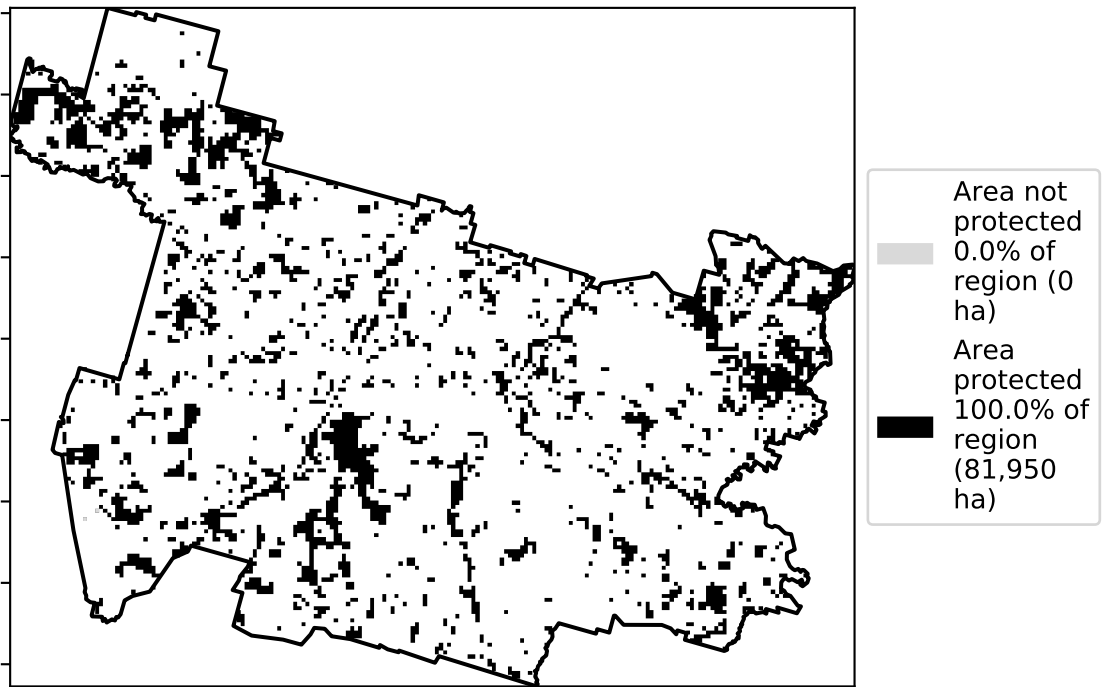 Area not
protected
0.0% of
region (0
ha)
Area
protected
100.0% of
region
(81,950
ha)